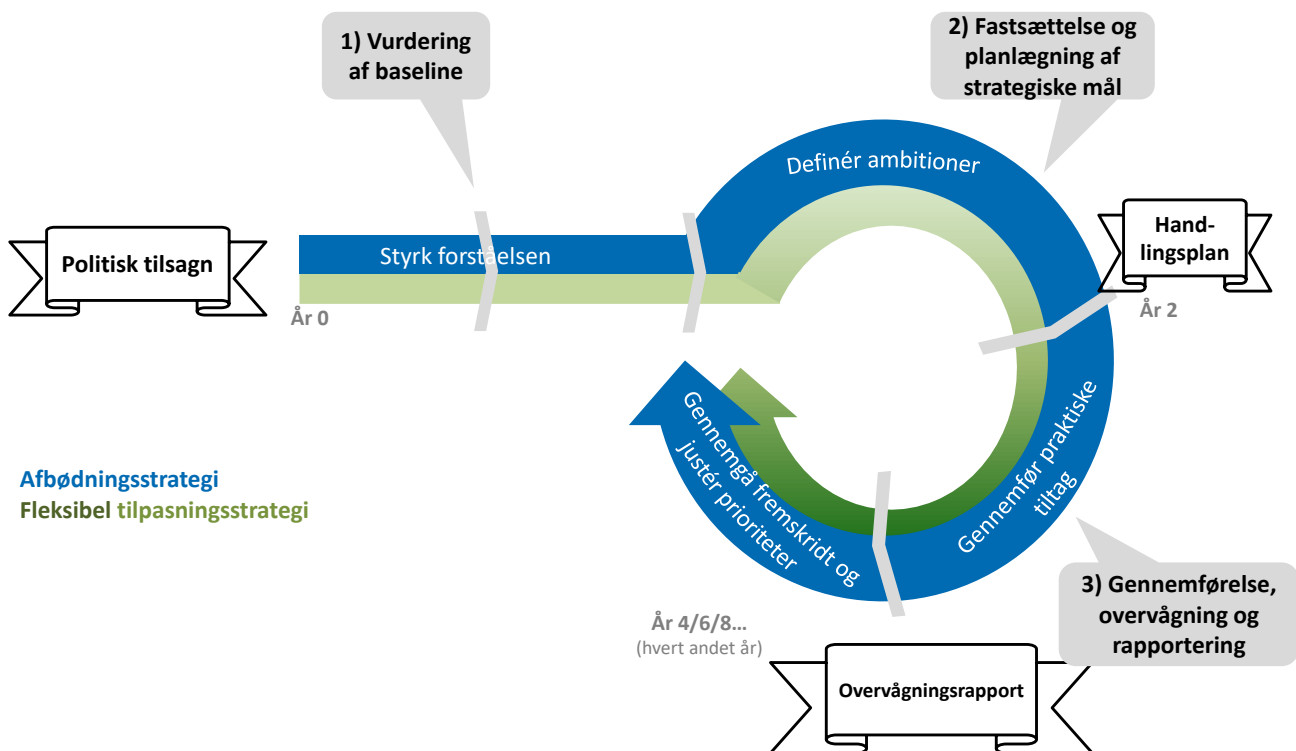 1) Vurdering
af baseline
2) Fastsættelse og
planlægning af
strategiske mål
Definér ambitioner
Politisk tilsagn
Styrk forståelsen
Hand-
lingsplan
År 0
År 2
Gennemgå fremskridt og
justér prioriteter
Gennemfør praktiske
tiltag
Afbødningsstrategi
Fleksibel tilpasningsstrategi
3) Gennemførelse,
overvågning og
rapportering
År 4/6/8...
(hvert andet år)
Overvågningsrapport